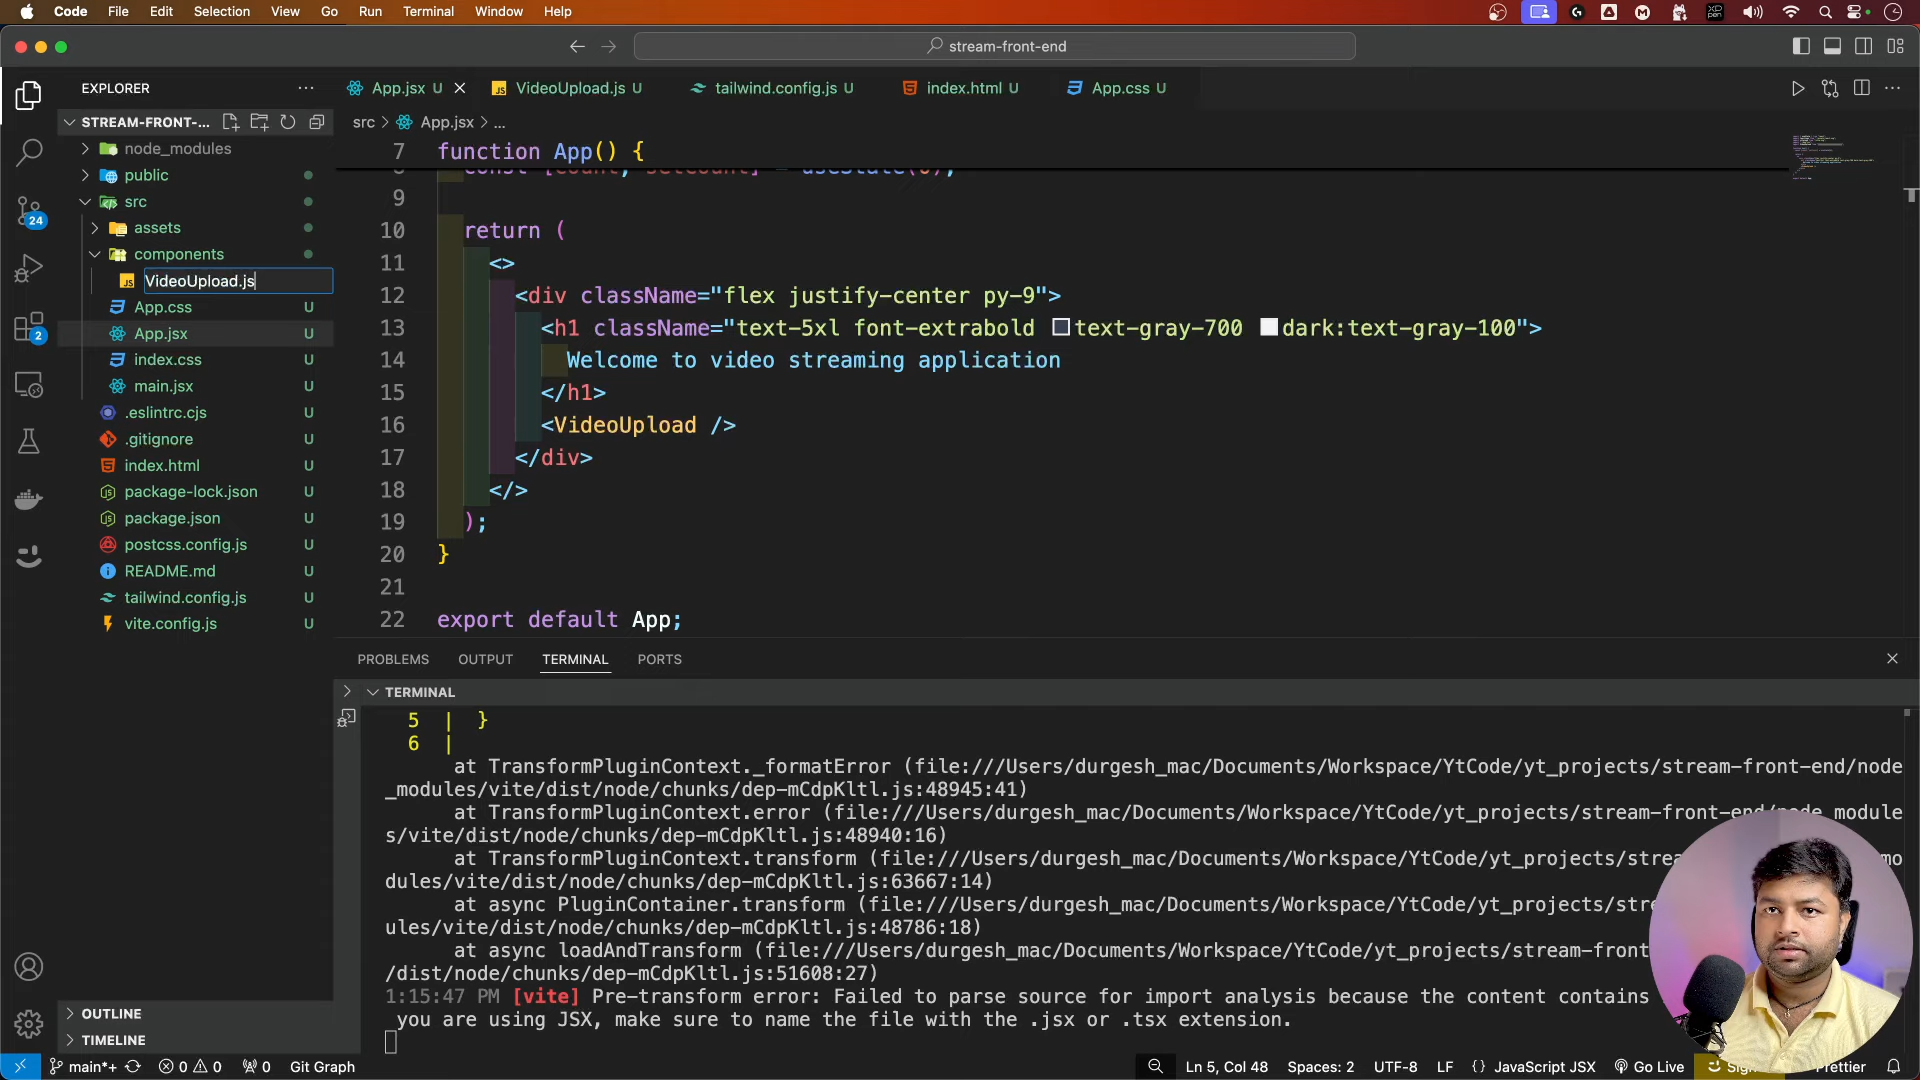 Code File Edit Selection View Go Run Terminal Window Help
stream-front-end
EXPLORER
STREAM-FRONT-...
node_modules
public
src
assets
components
VideoUpload.js
App.css U
App.jsx U
index.css U
main.jsx U
.eslintrc.cjs U
.gitignore U
index.html U
package-lock.json U
package.json U
postcss.config.js U
README.md U
tailwind.config.js U
vite.config.js U
OUTLINE
TIMELINE
24
2
App.jsx U VideoUpload.js U tailwind.config.js U index.html U App.css U
src > App.jsx > ...
7 function App() {
const [count, setCount] = useState(0);
9
10 return (
11 <>
12 <div className="flex justify-center py-9">
13 <h1 className="text-5xl font-extrabold text-gray-700 dark:text-gray-100">
14 Welcome to video streaming application
15 </h1>
16 <VideoUpload />
17 </div>
18 </>
19 );
20 }
21
22 export default App;
PROBLEMS OUTPUT TERMINAL PORTS
TERMINAL
5 | }
6 |
at TransformPluginContext._formatError (file:///Users/durgesh_mac/Documents/Workspace/YtCode/yt_projects/stream-front-end/node
_modules/vite/dist/node/chunks/dep-mCdpKltl.js:48945:41)
at TransformPluginContext.error (file:///Users/durgesh_mac/Documents/Workspace/YtCode/yt_projects/stream-front-end/node_module
s/vite/dist/node/chunks/dep-mCdpKltl.js:48940:16)
at TransformPluginContext.transform (file:///Users/durgesh_mac/Documents/Workspace/YtCode/yt_projects/
odules/vite/dist/node/chunks/dep-mCdpKltl.js:63667:14)
at async PluginContainer.transform (file:///Users/durgesh_mac/Documents/Workspace/YtCode/yt_projects/
ules/vite/dist/node/chunks/dep-mCdpKltl.js:48786:18)
at async loadAndTransform (file:///Users/durgesh_mac/Documents/Workspace/YtCode/yt_projects/stream-front
/dist/node/chunks/dep-mCdpKltl.js:51608:27)
1:15:47 PM [vite] Pre-transform error: Failed to parse source for import analysis because the content contains
you are using JSX, make sure to name the file with the .jsx or .tsx extension.
main*+ 0 0 0 Git Graph Ln 5, Col 48 Spaces: 2 UTF-8 LF {} JavaScript JSX Go Live Prettier